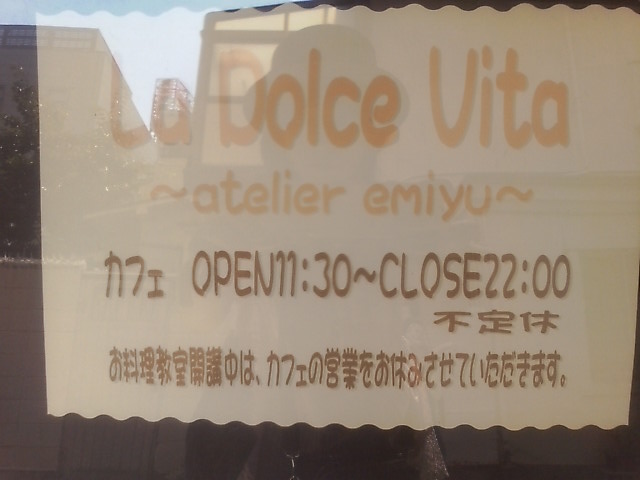 La Dolce Vita
～atelier emiyu～
カフェ OPEN11:30～CLOSE22:00
不定休
お料理教室開講中は、カフェの営業をお休みさせていただきます。